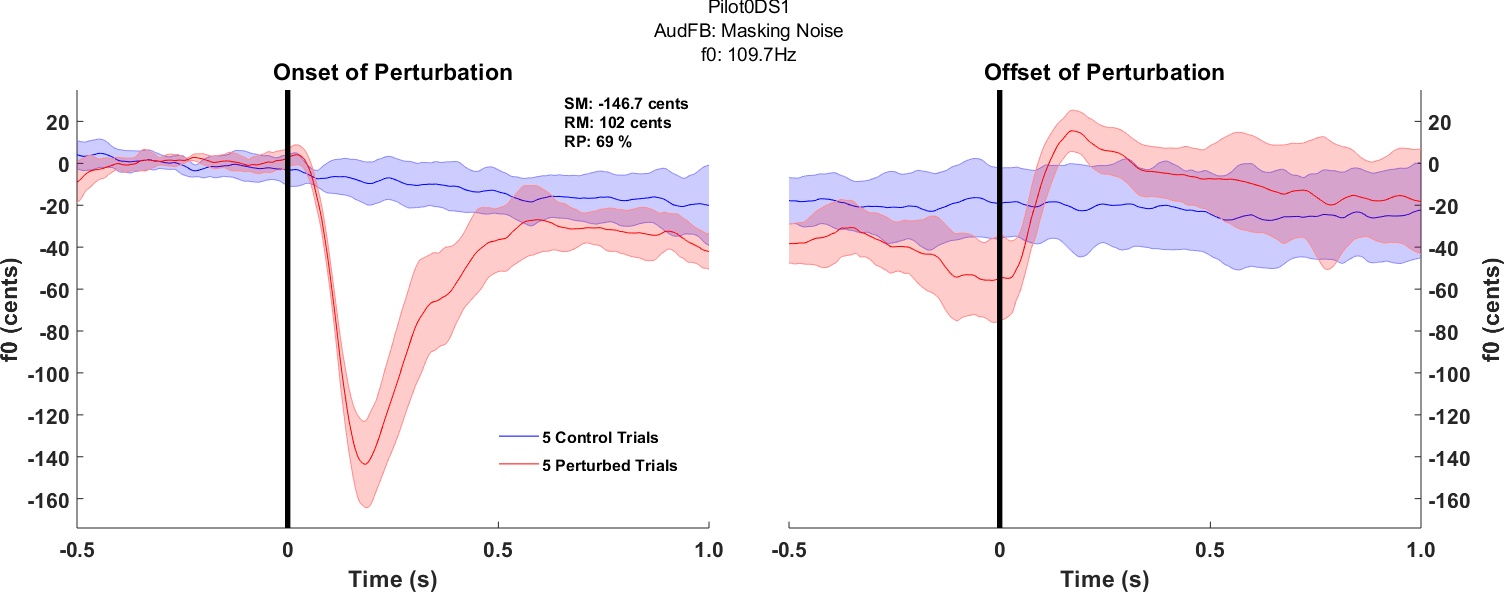 Pilot0DS1
AudFB: Masking Noise
f0: 109.7Hz
Onset of Perturbation
SM: -146.7 cents
RM: 102 cents
RP: 69 %
20
0
-20
-40
-60
-80
-100
-120
-140
-160
f0 (cents)
5 Control Trials
5 Perturbed Trials
-0.5
0
0.5
1.0
Time (s)
Offset of Perturbation
20
0
-20
-40
-60
-80
-100
-120
-140
-160
f0 (cents)
-0.5
0
0.5
1.0
Time (s)